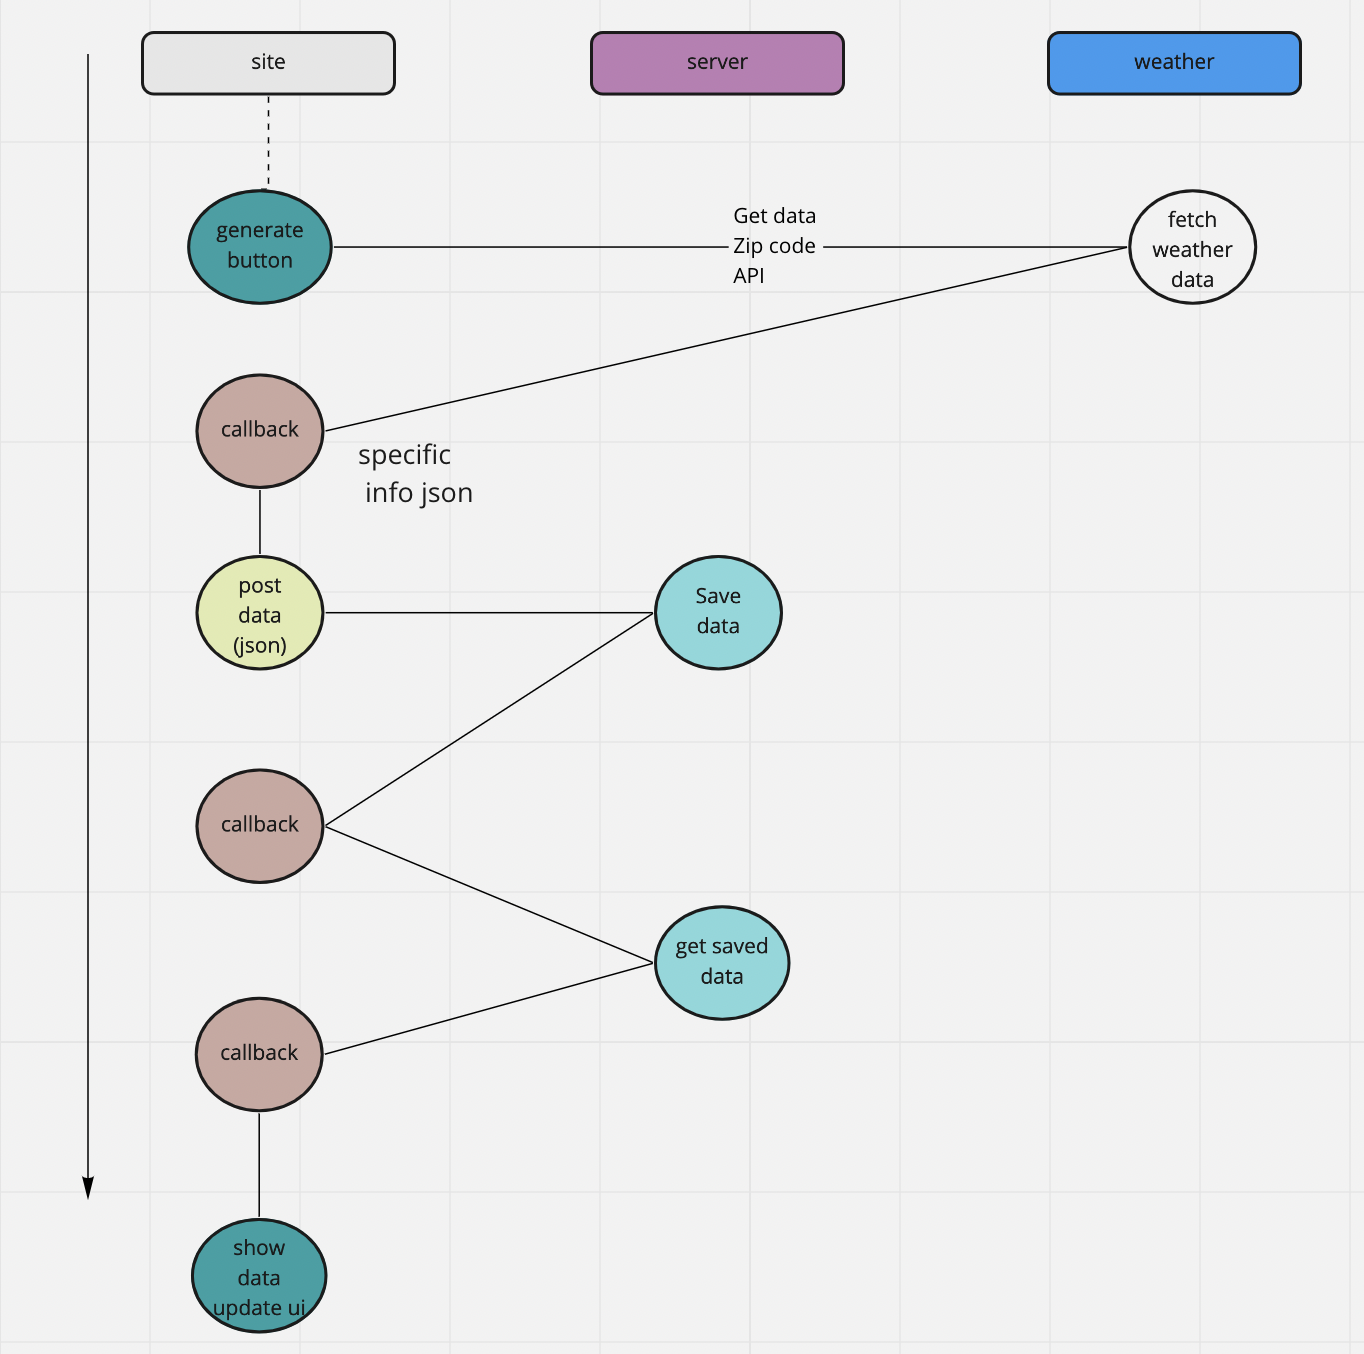 site
server
weather
generate
button
Get data
Zip code
API
fetch
weather
data
callback
specific
info json
post
data
(json)
Save
data
callback
get saved
data
callback
show
data
update ui